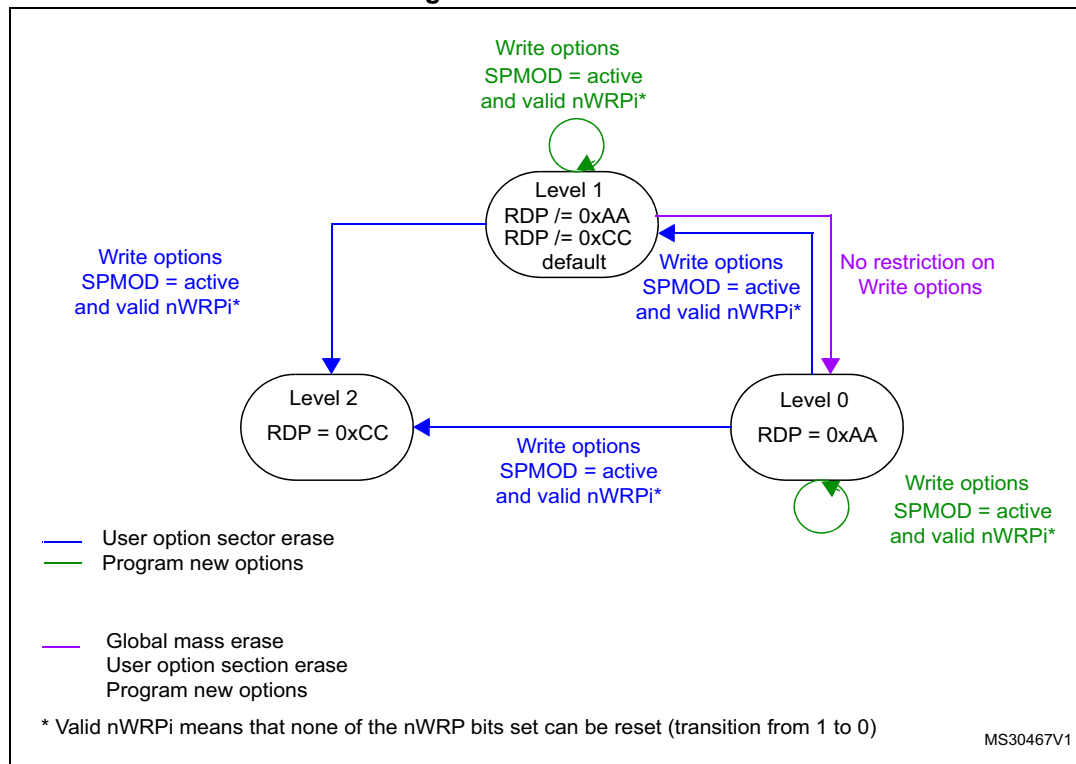 Write options
SPMOD = active
and valid nWRPi*
Level 1
RDP /= 0xAA
RDP /= 0xCC
default
Write options
SPMOD = active
and valid nWRPi*
Write options
SPMOD = active
and valid nWRPi*
No restriction on
Write options
Level 2
RDP = 0xCC
Level 0
RDP = 0xAA
Write options
SPMOD = active
and valid nWRPi*
Write options
SPMOD = active
and valid nWRPi*
User option sector erase
Program new options
Global mass erase
User option section erase
Program new options
* Valid nWRPi means that none of the nWRP bits set can be reset (transition from 1 to 0)
MS30467V1